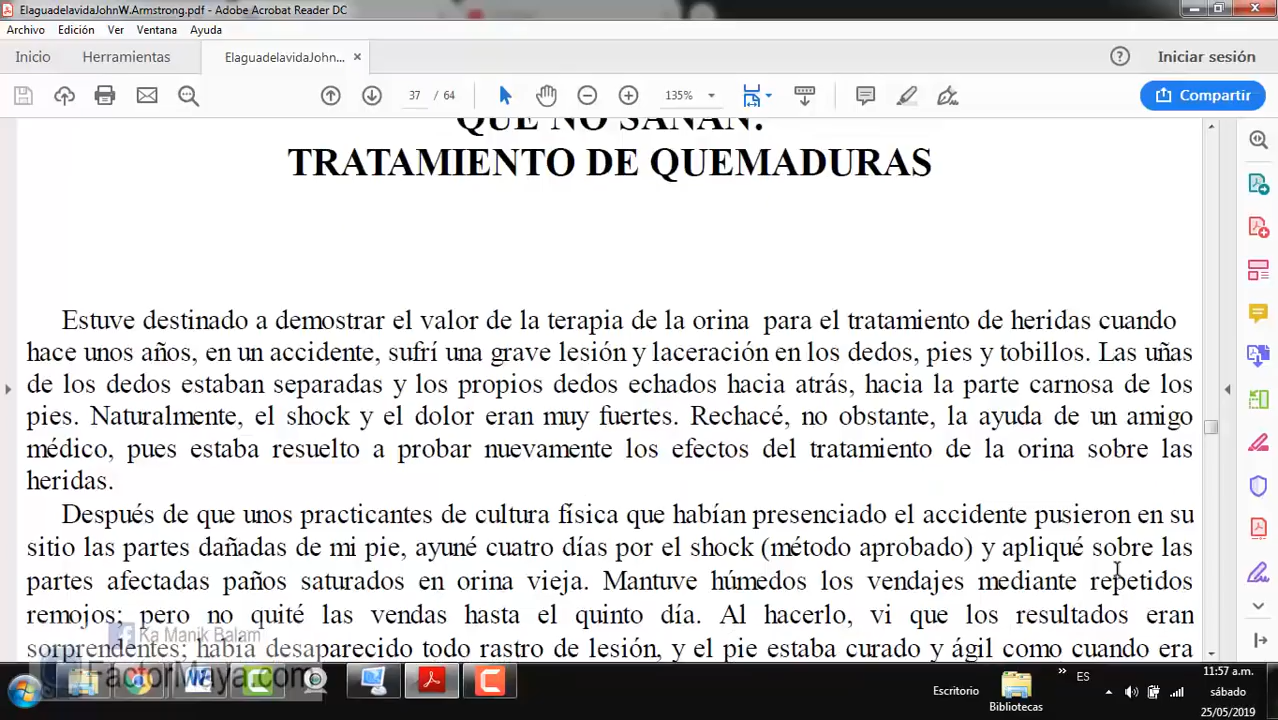 ElaguadelavidaJohnW.Armstrong.pdf - Adobe Acrobat Reader DC
Archivo Edición Ver Ventana Ayuda
Inicio Herramientas ElaguadelavidaJohn... × Iniciar sesión
37 / 64 135% Compartir
QUE NO SANAN:
TRATAMIENTO DE QUEMADURAS
Estuve destinado a demostrar el valor de la terapia de la orina para el tratamiento de heridas cuando
hace unos años, en un accidente, sufrí una grave lesión y laceración en los dedos, pies y tobillos. Las uñas
de los dedos estaban separadas y los propios dedos echados hacia atrás, hacia la parte carnosa de los
pies. Naturalmente, el shock y el dolor eran muy fuertes. Rechacé, no obstante, la ayuda de un amigo
médico, pues estaba resuelto a probar nuevamente los efectos del tratamiento de la orina sobre las
heridas.
Después de que unos practicantes de cultura física que habían presenciado el accidente pusieron en su
sitio las partes dañadas de mi pie, ayuné cuatro días por el shock (método aprobado) y apliqué sobre las
partes afectadas paños saturados en orina vieja. Mantuve húmedos los vendajes mediante repetidos
remojos; pero no quité las vendas hasta el quinto día. Al hacerlo, vi que los resultados eran
sorprendentes; había desaparecido todo rastro de lesión, y el pie estaba curado y ágil como cuando era
Ka Manik Balam
FactorMaya.com
Escritorio
Bibliotecas
ES
11:57 a.m.
sábado
25/05/2019